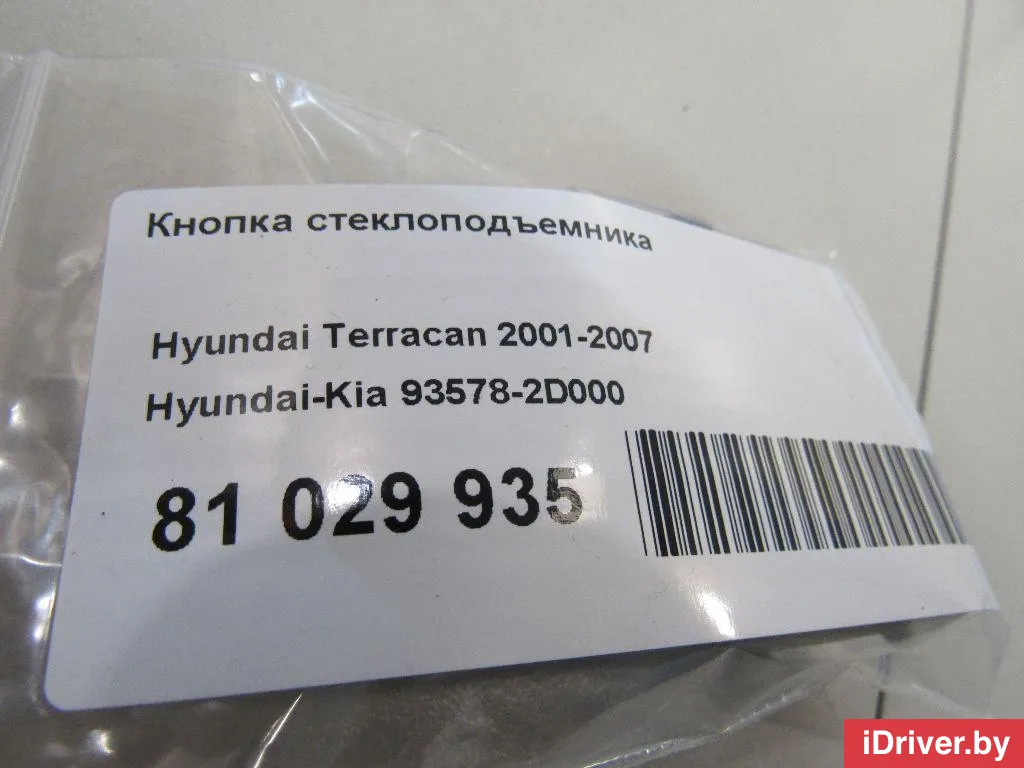 Кнопка стеклоподъемника
Hyundai Terracan 2001-2007
Hyundai-Kia 93578-2D000
81 029 935
iDriver.by